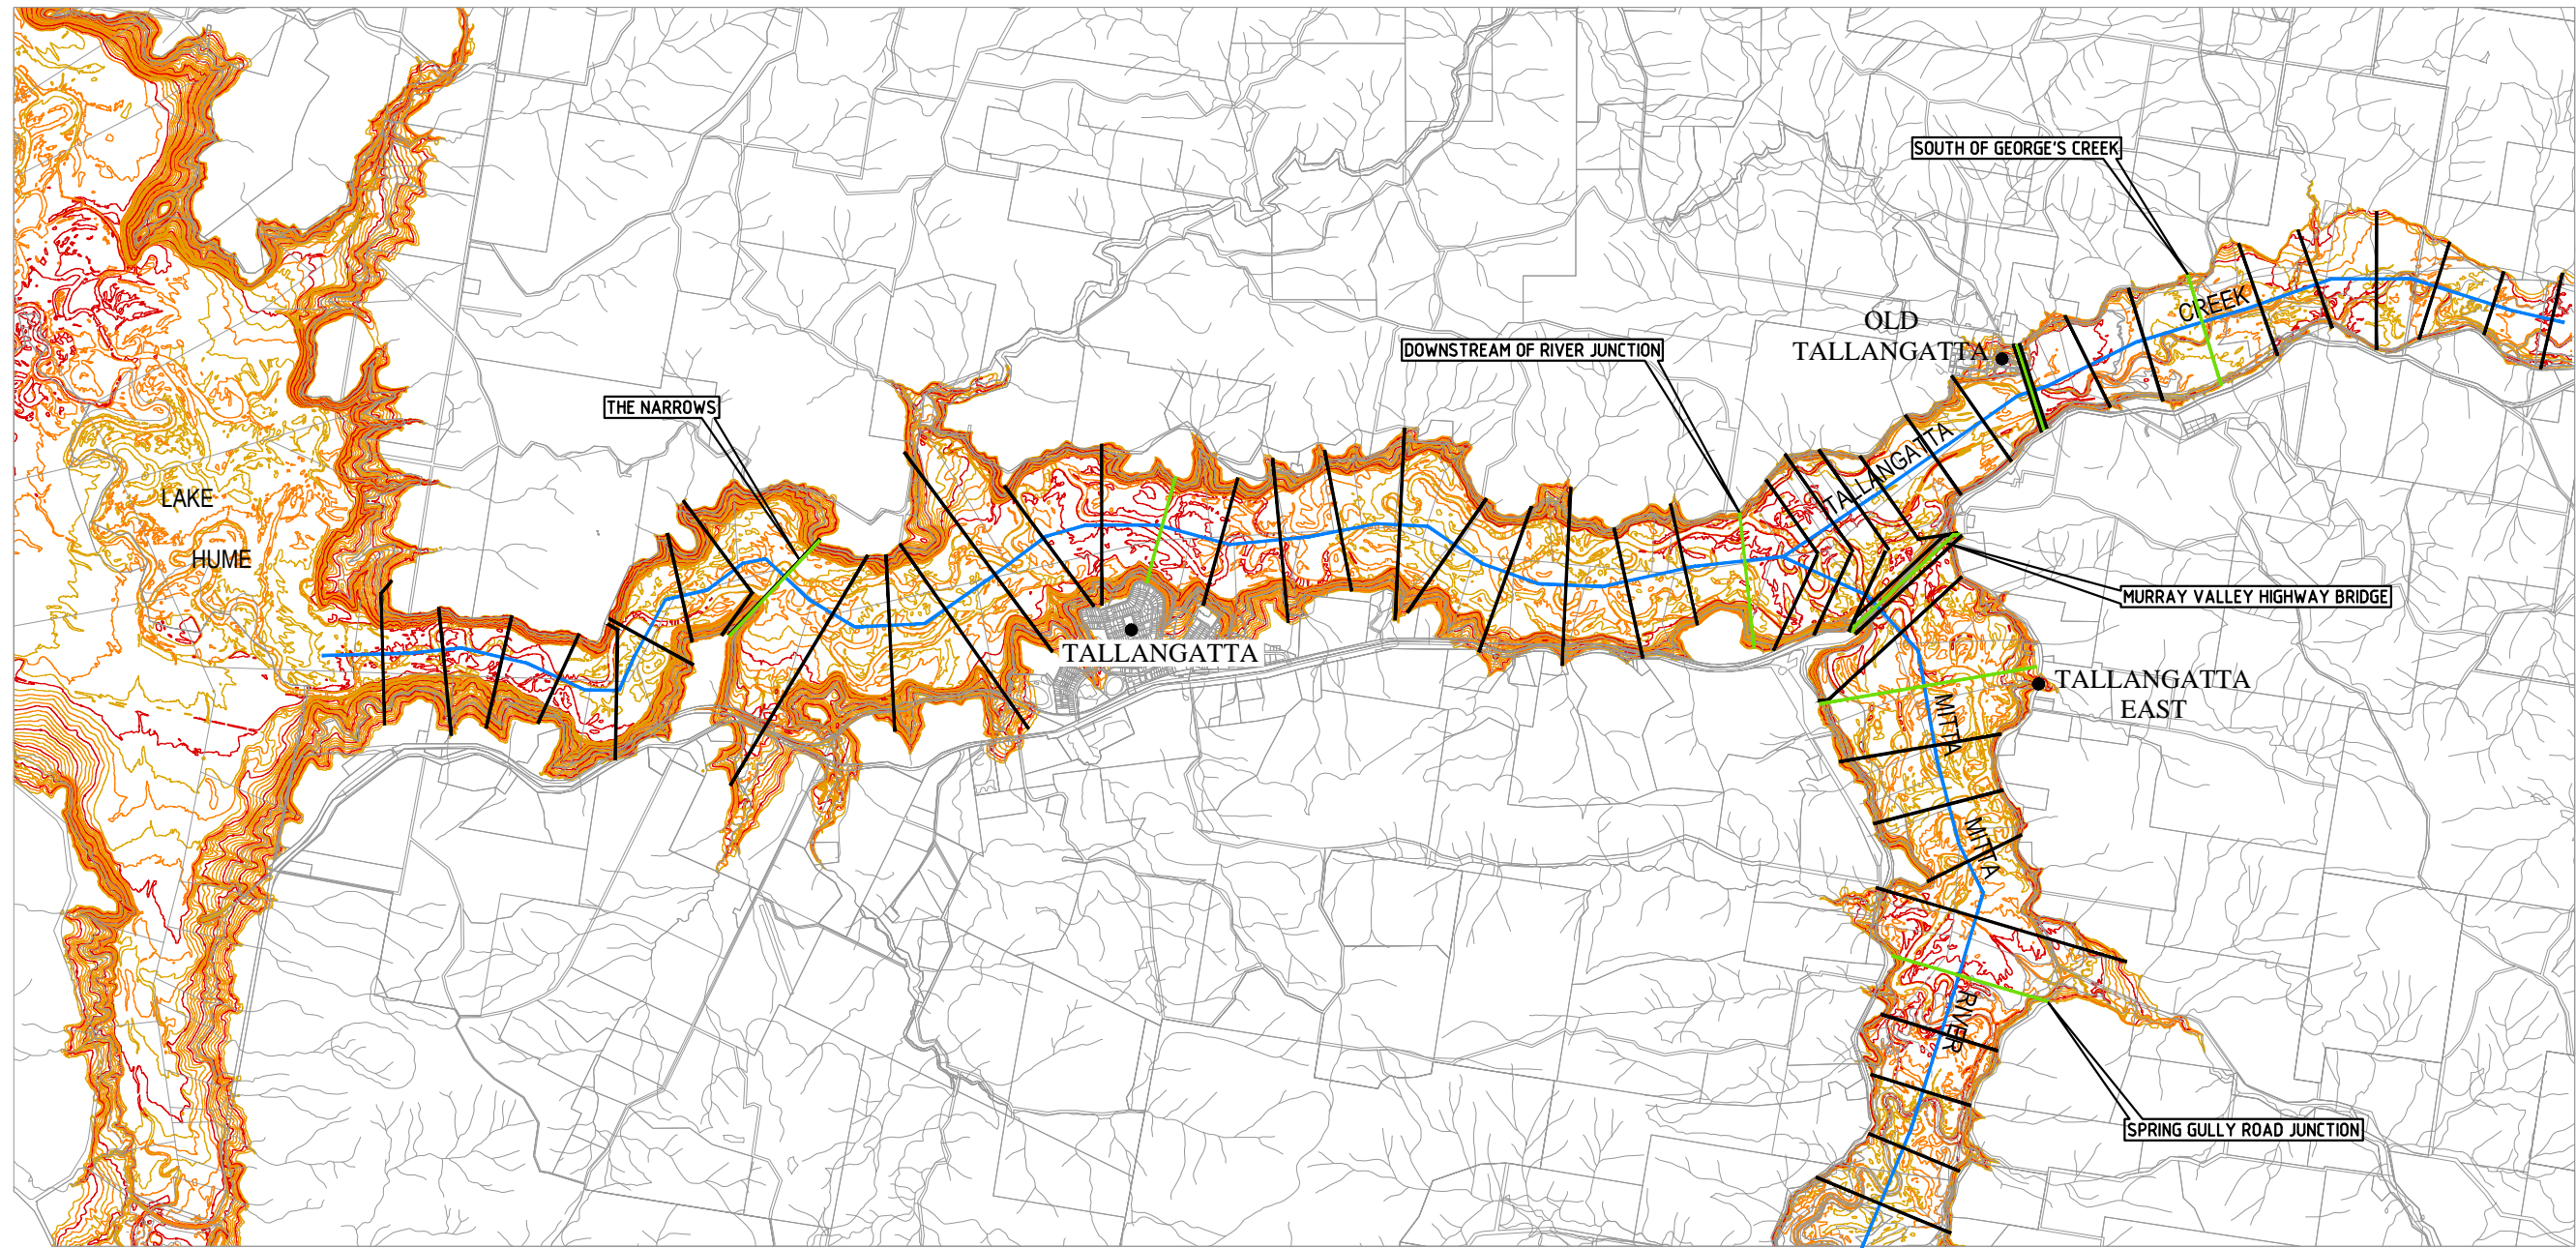 SOUTH OF GEORGE'S CREEK
CREEK
OLD
TALLANGATTA
DOWNSTREAM OF RIVER JUNCTION
THE NARROWS
TALLANGATTA
LAKE
HUME
MURRAY VALLEY HIGHWAY BRIDGE
TALLANGATTA
TALLANGATTA
EAST
MITTA
MITTA
RIVER
SPRING GULLY ROAD JUNCTION